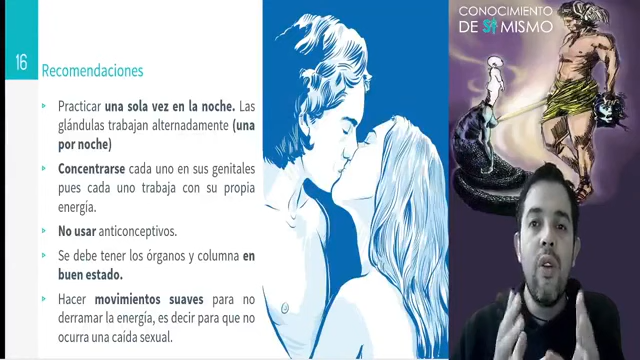 16
Recomendaciones
Practicar una sola vez en la noche. Las
glándulas trabajan alternadamente (una
por noche)
Concentrarse cada uno en sus genitales
pues cada uno trabaja con su propia
energía.
No usar anticonceptivos.
Se debe tener los órganos y columna en
buen estado.
Hacer movimientos suaves para no
derramar la energía, es decir para que no
ocurra una caída sexual.
CONOCIMIENTO
DE SÍ MISMO